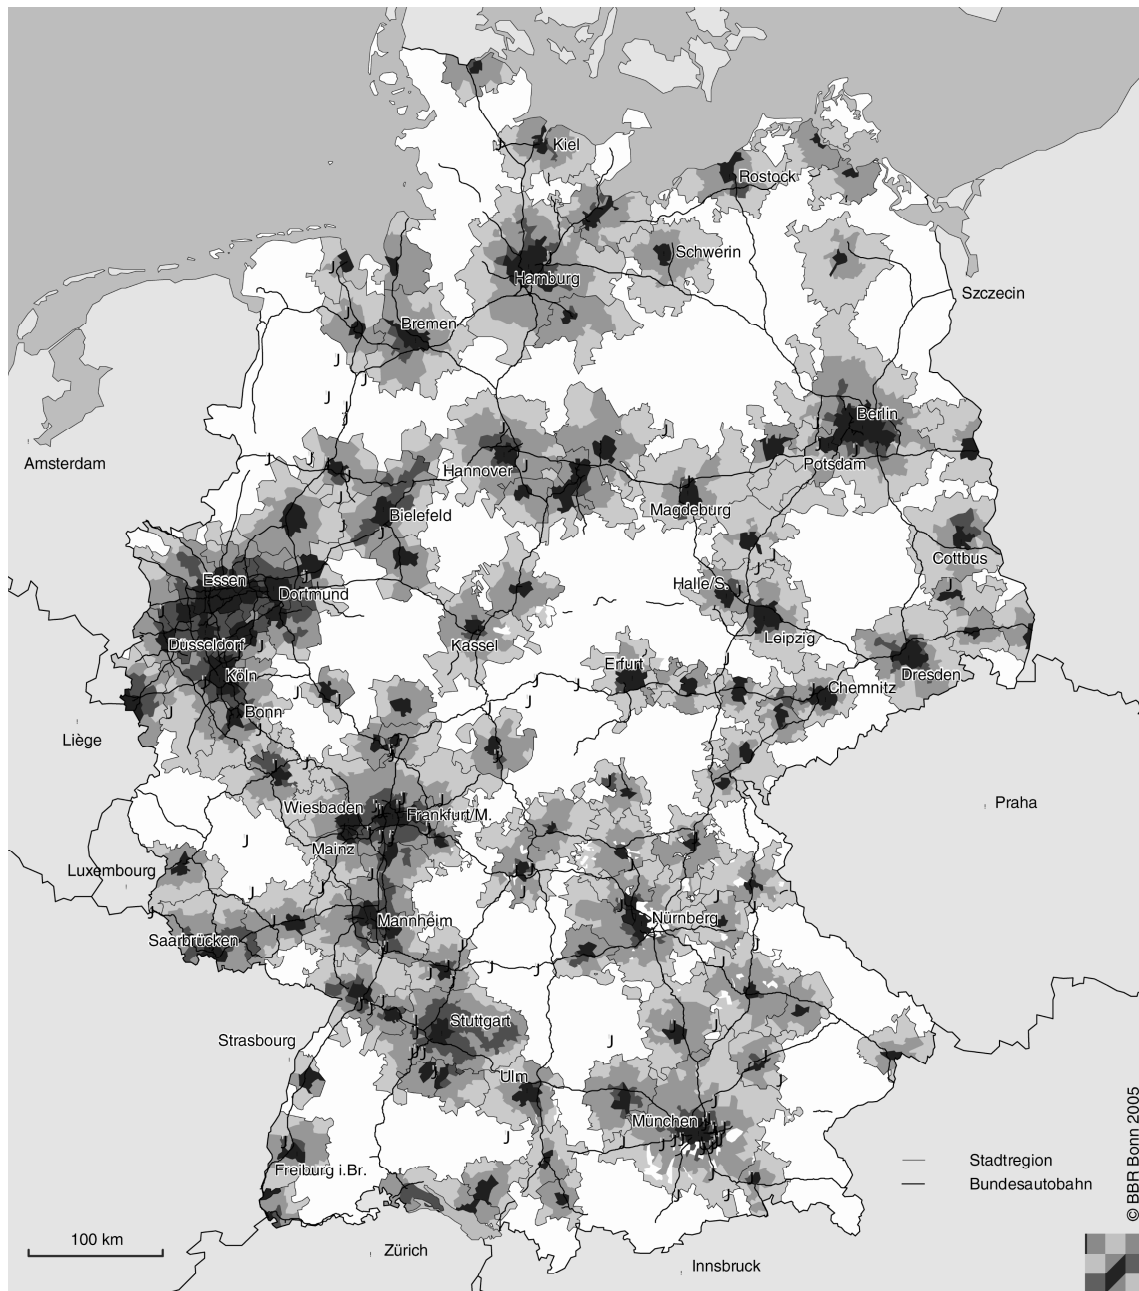 Kiel
Rostock
Schwerin
Hamburg
Szczecin
Bremen
Berlin
Amsterdam
Hannover
Potsdam
Magdeburg
Bielefeld
Cottbus
Essen
Dortmund
Halle/S.
Leipzig
Düsseldorf
Kassel
Erfurt
Dresden
Köln
Chemnitz
Bonn
Liège
Praha
Wiesbaden
Frankfurt/M.
Mainz
Luxembourg
Mannheim
Nürnberg
Saarbrücken
Stuttgart
Strasbourg
Ulm
München
Freiburg i.Br.
Stadtregion
Bundesautobahn
© BBR Bonn 2005
100 km
Zürich
Innsbruck